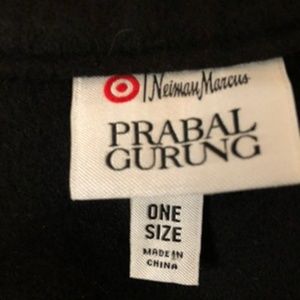 Neiman Marcus
PRABAL
GURUNG
ONE
SIZE
MADE IN
CHINA